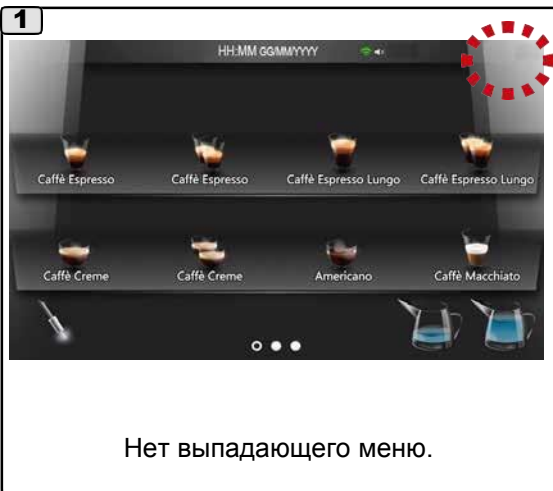 1
HH:MM GG/MM/YYYY
Caffè Espresso Caffè Espresso Caffè Espresso Lungo Caffè Espresso Lungo
Caffè Creme Caffè Creme Americano Caffè Macchiato
Нет выпадающего меню.